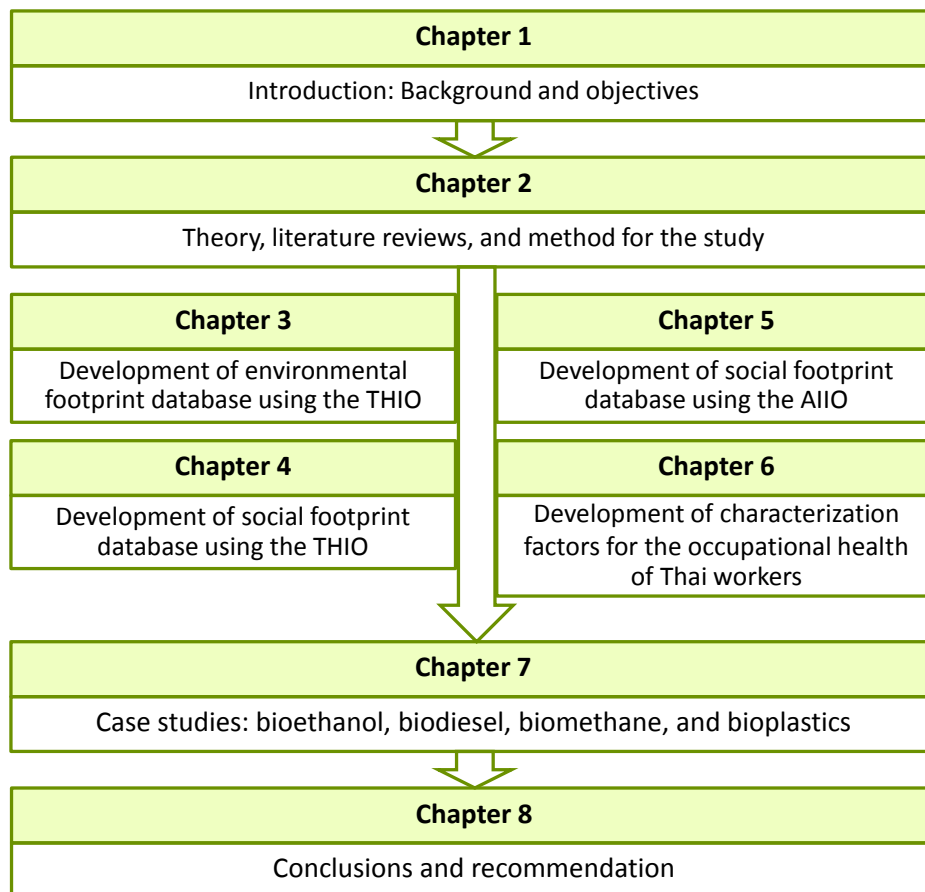 Chapter 1
Introduction: Background and objectives
Chapter 2
Theory, literature reviews, and method for the study
Chapter 3
Development of environmental
footprint database using the THIO
Chapter 4
Development of social footprint
database using the THIO
Chapter 5
Development of social footprint
database using the AIIO
Chapter 6
Development of characterization
factors for the occupational health
of Thai workers
Chapter 7
Case studies: bioethanol, biodiesel, biomethane, and bioplastics
Chapter 8
Conclusions and recommendation